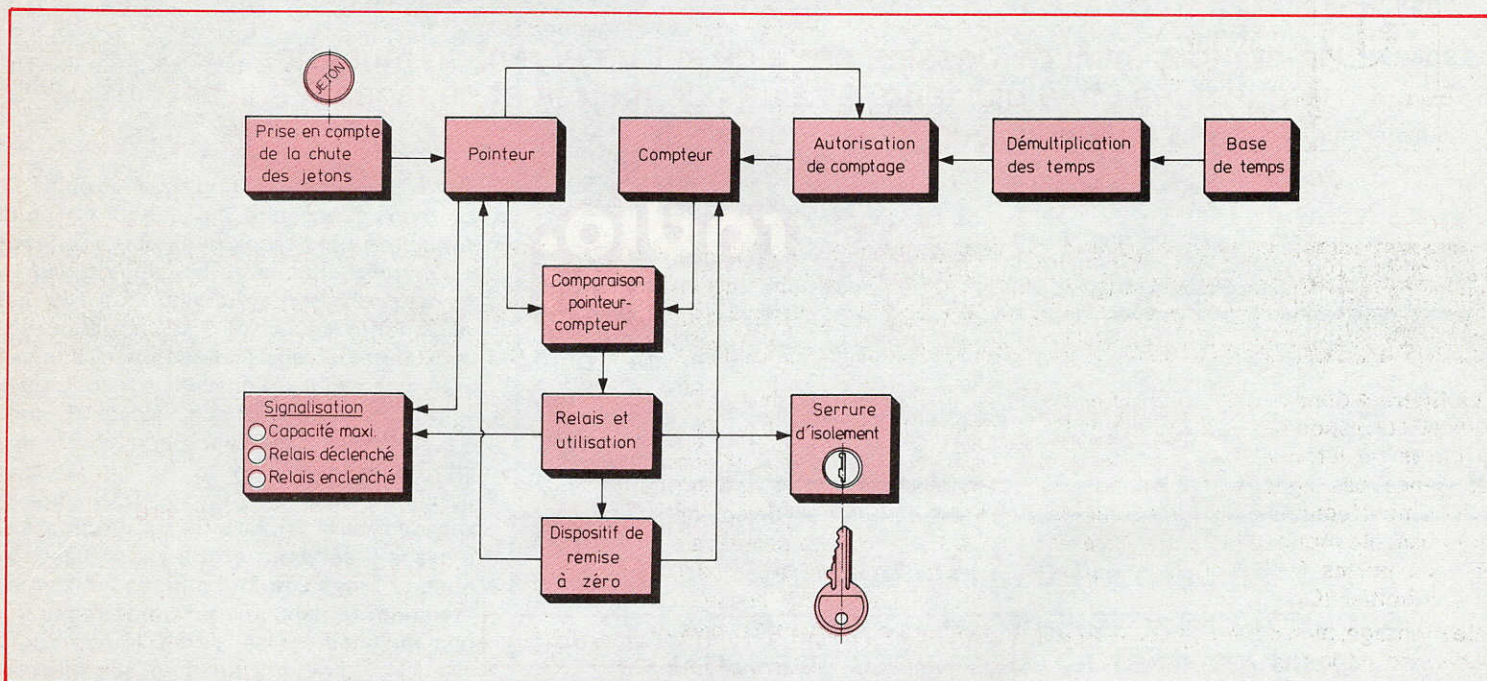 JETON
Prise en compte
de la chute
des jetons
Pointeur
Compteur
Autorisation
de comptage
Démultiplication
des temps
Base
de temps
Comparaison
pointeur-
compteur
Signalisation
Capacité maxi.
Relais déclenché
Relais enclenché
Relais et
utilisation
Serrure
d'isolement
Dispositif de
remise
à zéro